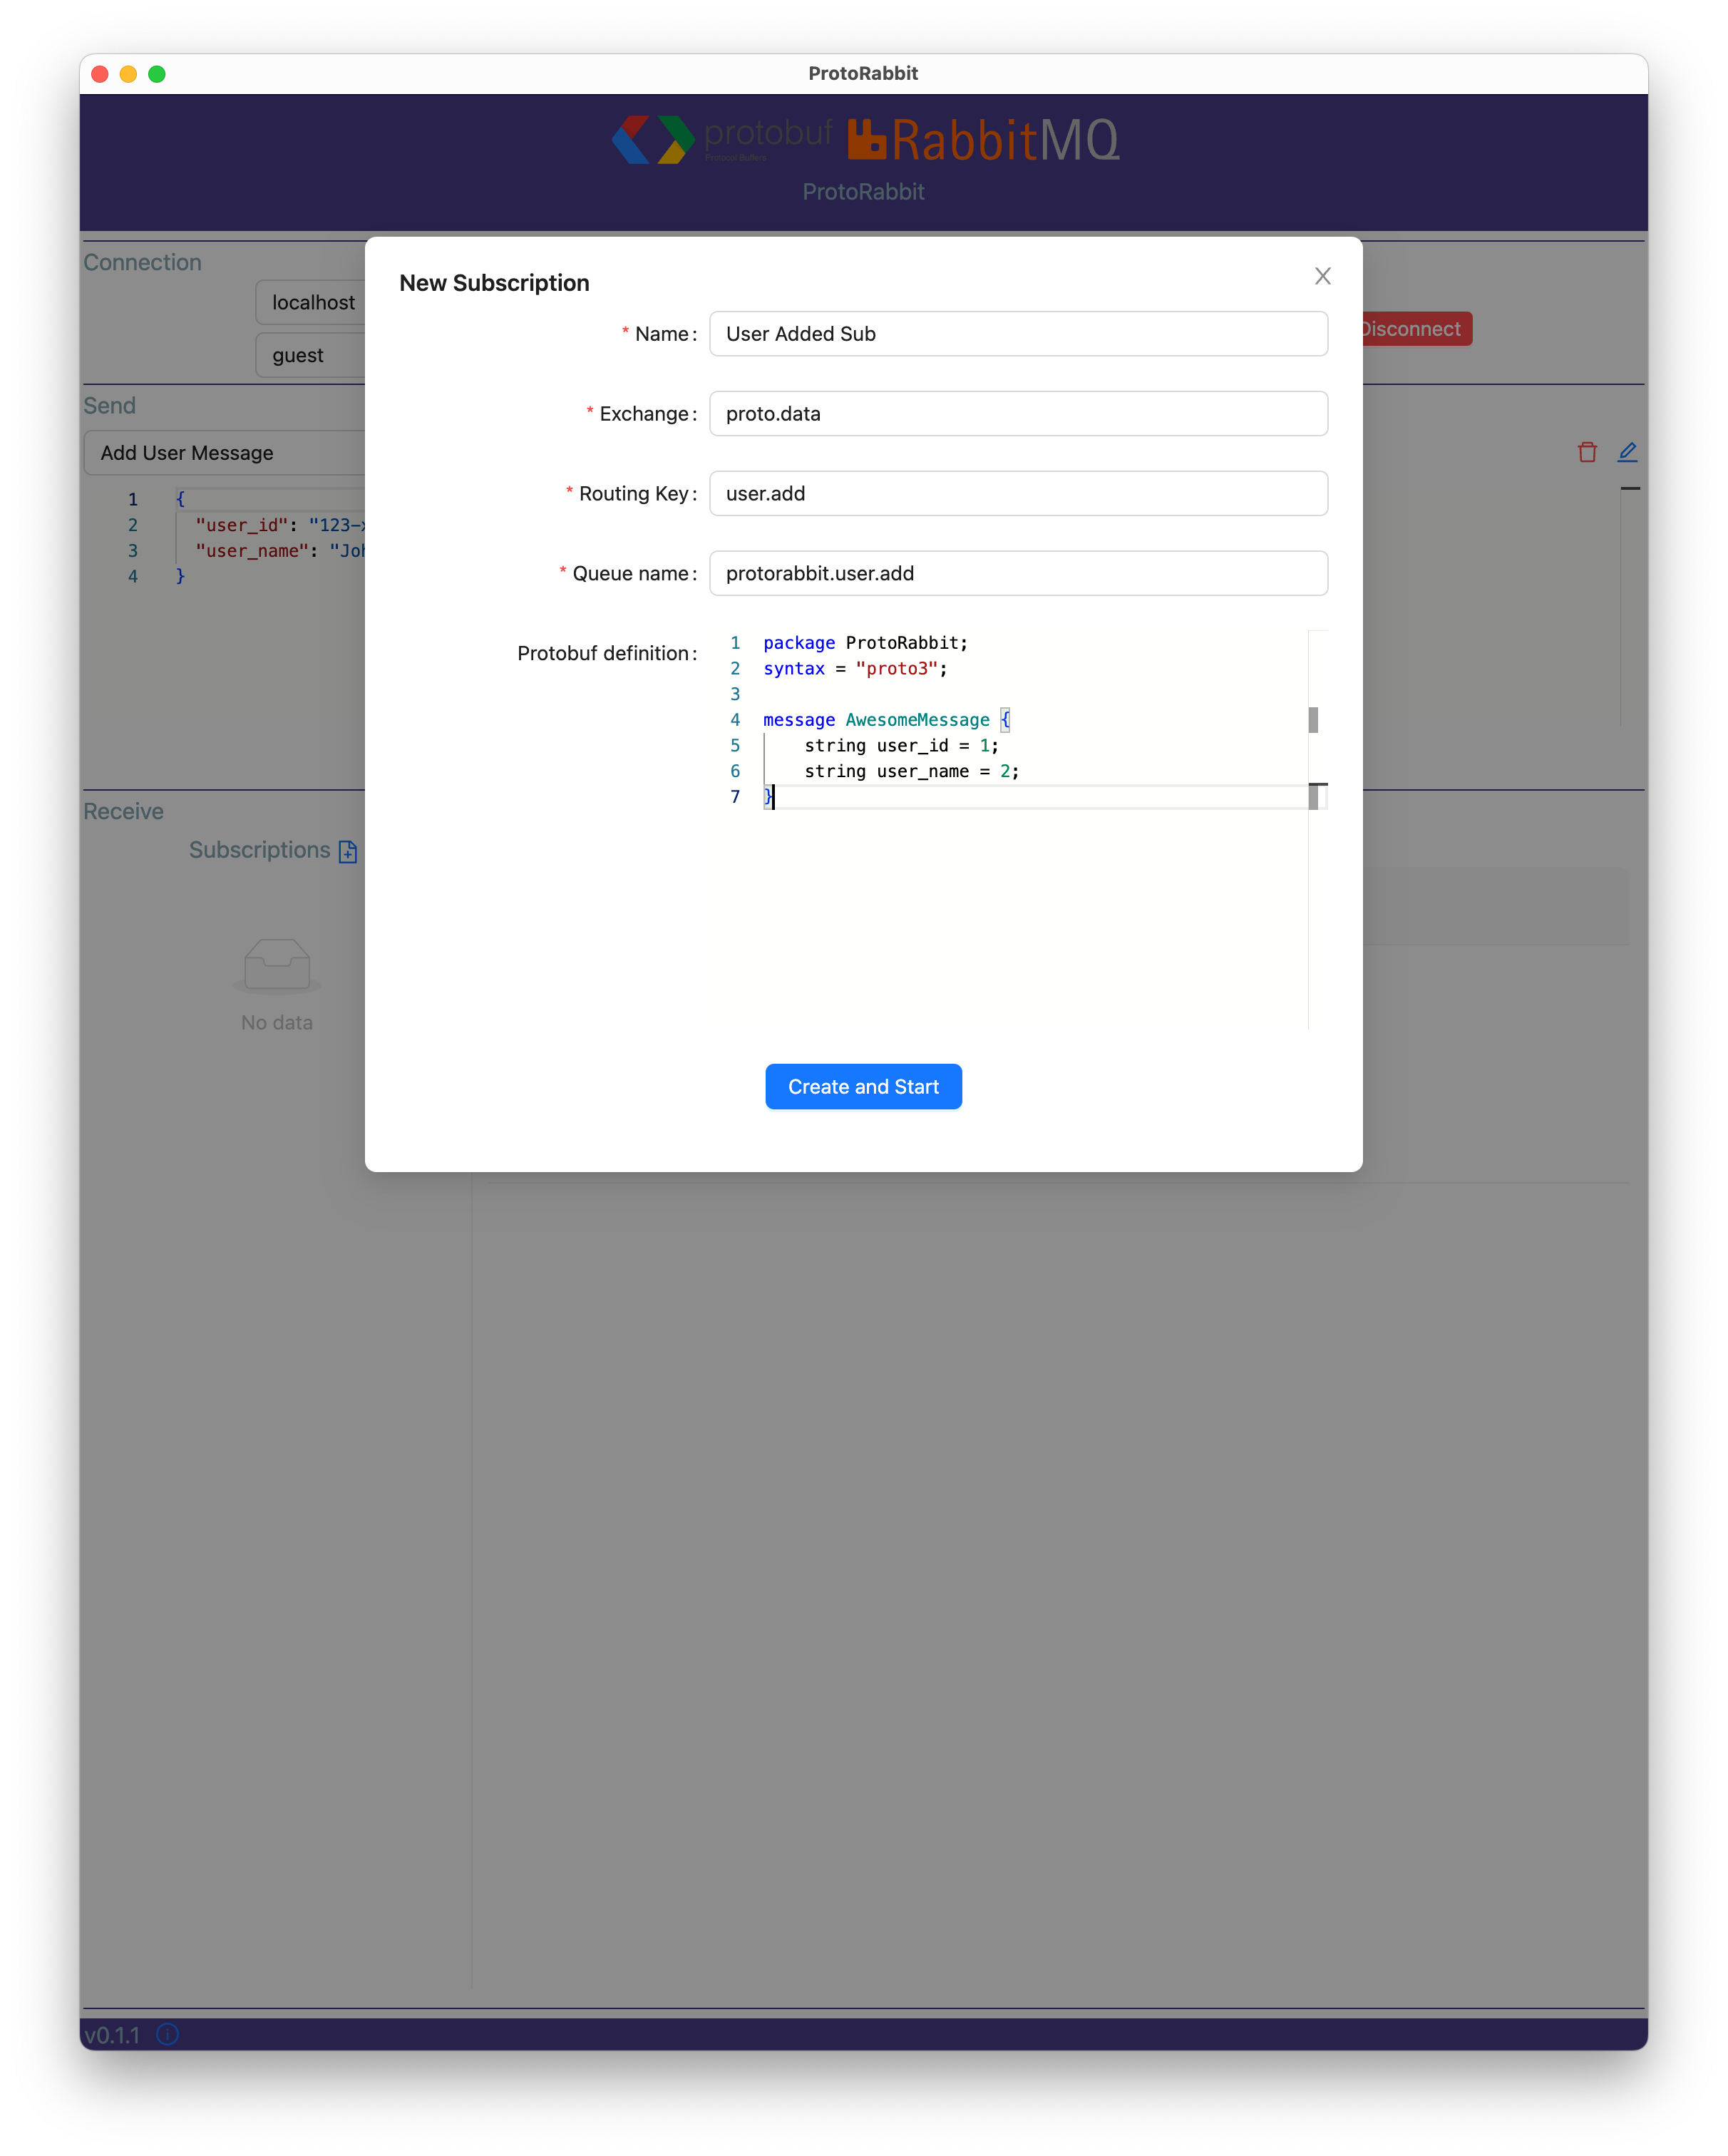 ProtoRabbit
protobuf
Protocol Buffers
RabbitMQ
ProtoRabbit
Connection
localhost
guest
Disconnect
Send
Add User Message
1 {
2 "user_id": "123-
3 "user_name": "Joh
4 }
Receive
Subscriptions
No data
New Subscription
* Name: User Added Sub
* Exchange: proto.data
* Routing Key: user.add
* Queue name: protorabbit.user.add
Protobuf definition:
1 package ProtoRabbit;
2 syntax = "proto3";
3
4 message AwesomeMessage {
5 string user_id = 1;
6 string user_name = 2;
7 }
Create and Start
v0.1.1